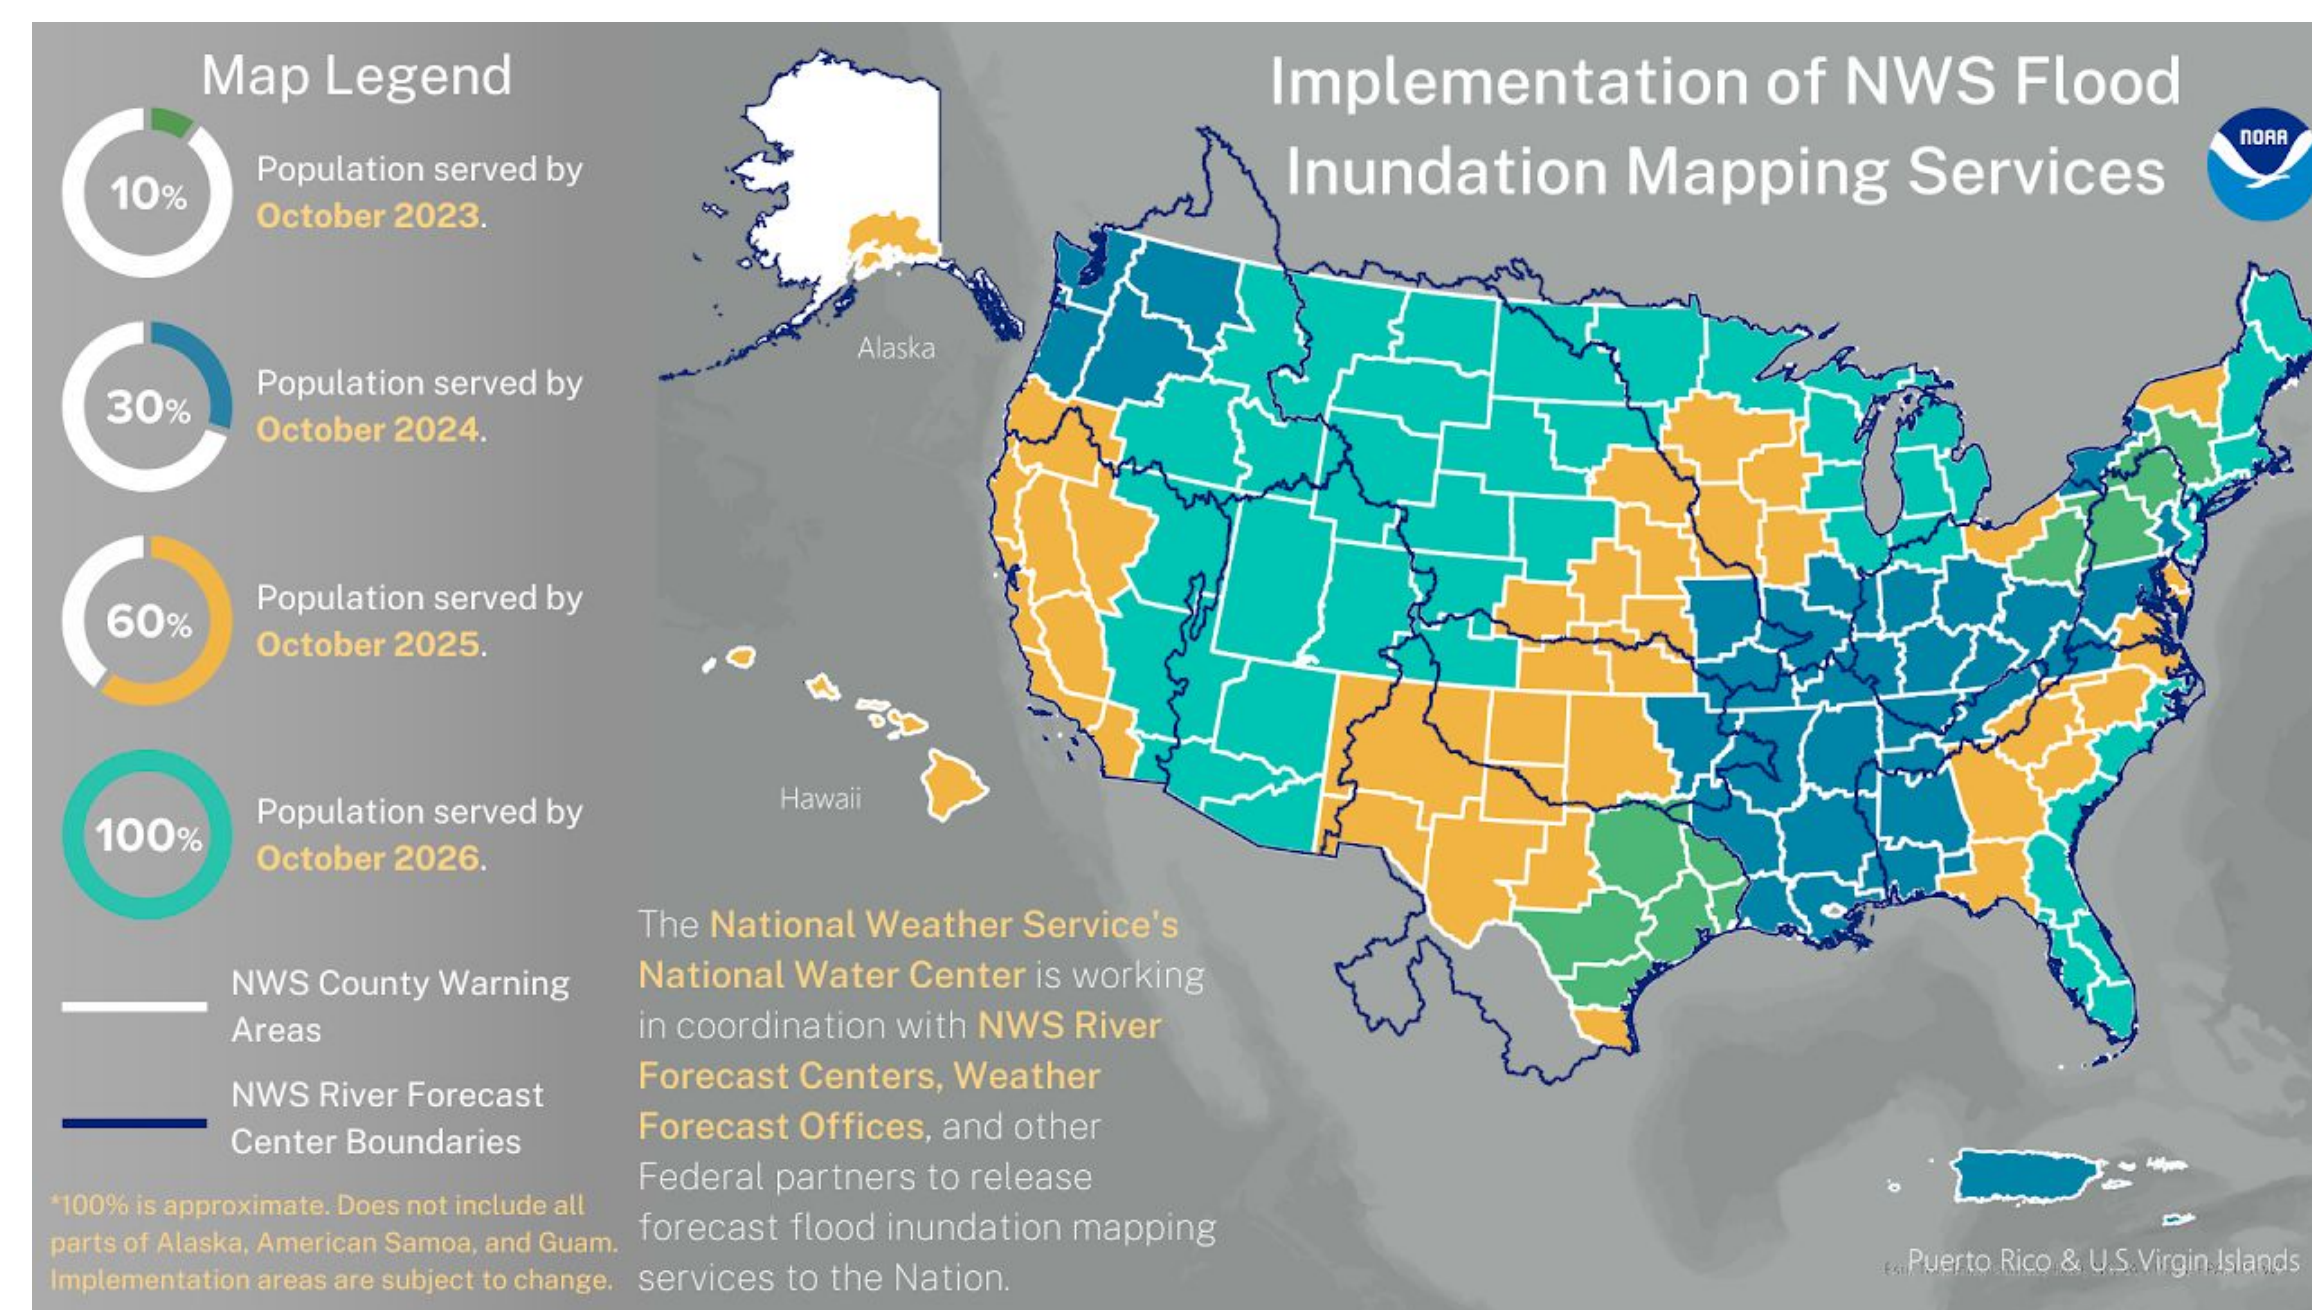 Map Legend
10%
Population served by
October 2023.
30%
Population served by
October 2024.
60%
Population served by
October 2025.
100%
Population served by
October 2026.
NWS County Warning
Areas
NWS River Forecast
Center Boundaries
*100% is approximate. Does not include all
parts of Alaska, American Samoa, and Guam.
Implementation areas are subject to change.
Implementation of NWS Flood
Inundation Mapping Services
NOAA
Alaska
Hawaii
The National Weather Service's
National Water Center is working
in coordination with NWS River
Forecast Centers, Weather
Forecast Offices, and other
Federal partners to release
forecast flood inundation mapping
services to the Nation.
Puerto Rico & U.S. Virgin Islands